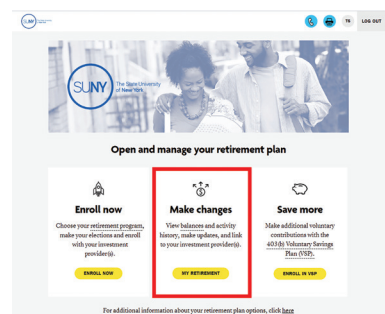 SUNY
TR
LOG OUT
SUNY
The State University
of New York
Open and manage your retirement plan
Enroll now
Choose your retirement program,
make your elections and enroll
with your investment
provider(s).
ENROLL NOW
Make changes
View balances and activity
history, make updates, and link
to your investment provider(s).
MY RETIREMENT
Save more
Make additional voluntary
contributions with the
403(b) Voluntary Savings
Plan (VSP).
ENROLL IN VSP
For additional information about your retirement plan options, click here